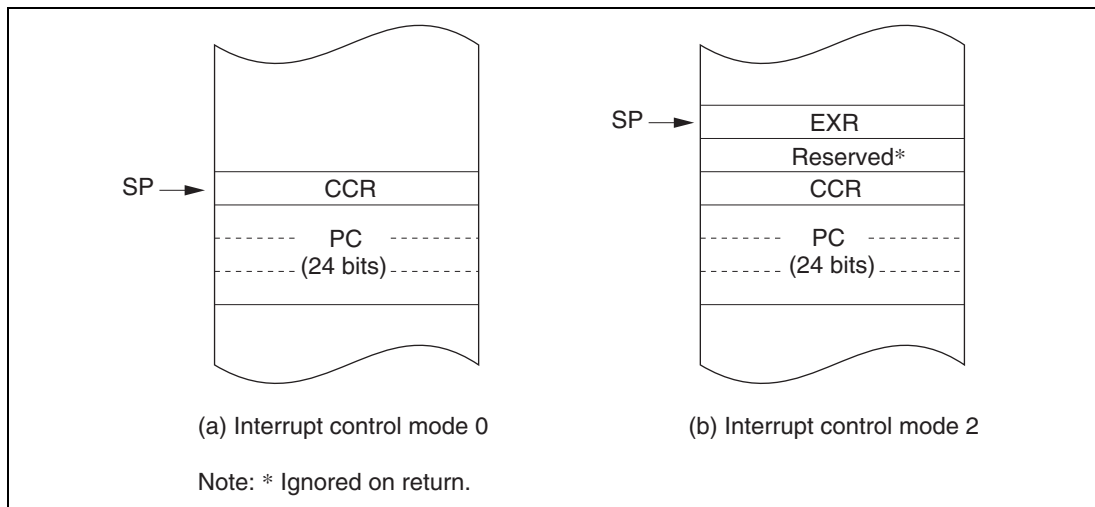 SP
CCR
PC
(24 bits)
(a) Interrupt control mode 0
SP
EXR
Reserved*
CCR
PC
(24 bits)
(b) Interrupt control mode 2
Note: * Ignored on return.